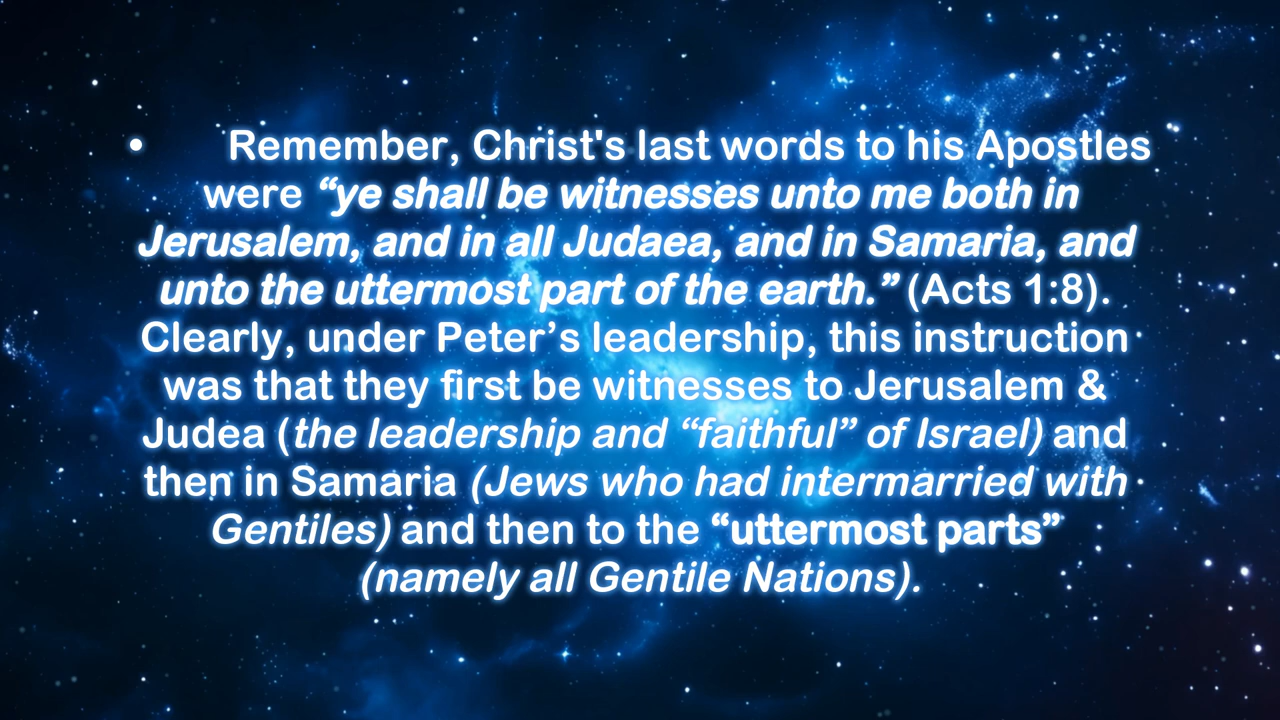 • Remember, Christ's last words to his Apostles
were “ye shall be witnesses unto me both in
Jerusalem, and in all Judaea, and in Samaria, and
unto the uttermost part of the earth.” (Acts 1:8).
Clearly, under Peter’s leadership, this instruction
was that they first be witnesses to Jerusalem &
Judea (the leadership and “faithful” of Israel) and
then in Samaria (Jews who had intermarried with
Gentiles) and then to the “uttermost parts”
(namely all Gentile Nations).